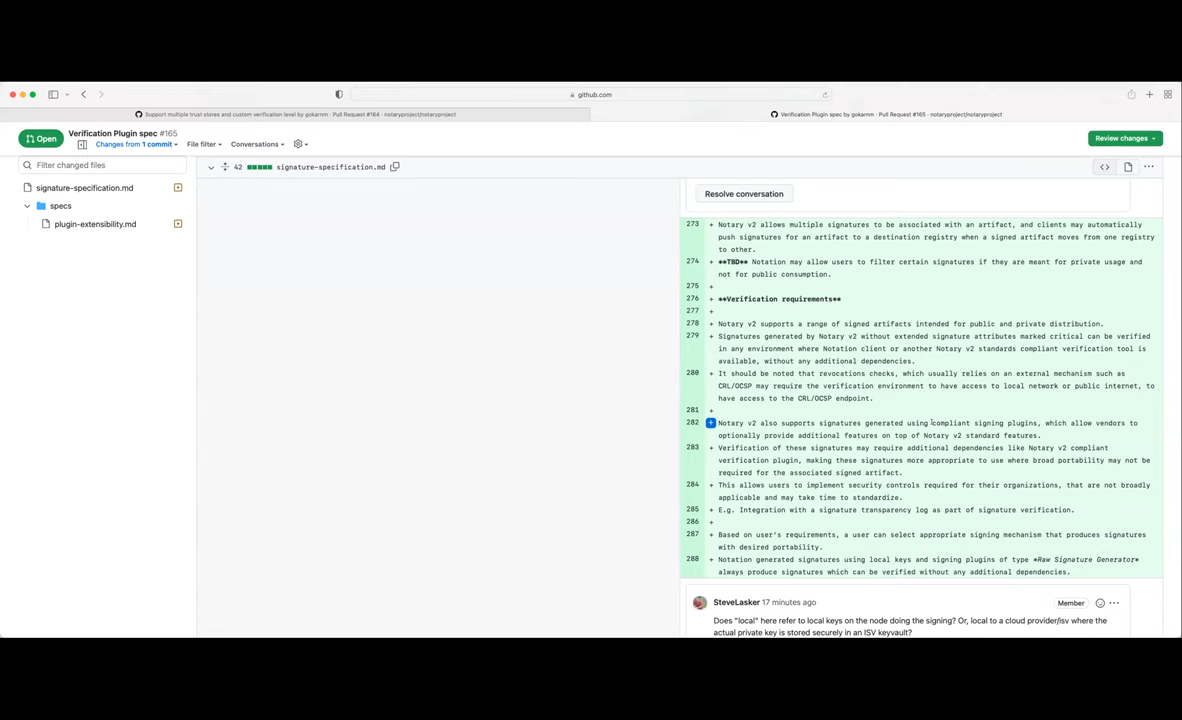 github.com
Support multiple trust stores and custom verification level by gokarnm · Pull Request #164 · notaryproject/notaryproject
Verification Plugin spec by gokarnm · Pull Request #165 · notaryproject/notaryproject
Open
Verification Plugin spec #165
Changes from 1 commit
File filter
Conversations
Review changes
Filter changed files
42
signature-specification.md
signature-specification.md
specs
plugin-extensibility.md
Resolve conversation
273 + Notary v2 allows multiple signatures to be associated with an artifact, and clients may automatically
push signatures for an artifact to a destination registry when a signed artifact moves from one registry
to other.
274 + **TBD** Notation may allow users to filter certain signatures if they are meant for private usage and
not for public consumption.
275 +
276 + **Verification requirements**
277 +
278 + Notary v2 supports a range of signed artifacts intended for public and private distribution.
279 + Signatures generated by Notary v2 without extended signature attributes marked critical can be verified
in any environment where Notation client or another Notary v2 standards compliant verification tool is
available, without any additional dependencies.
280 + It should be noted that revocations checks, which usually relies on an external mechanism such as
CRL/OCSP may require the verification environment to have access to local network or public internet, to
have access to the CRL/OCSP endpoint.
281 +
282 + Notary v2 also supports signatures generated using compliant signing plugins, which allow vendors to
optionally provide additional features on top of Notary v2 standard features.
283 + Verification of these signatures may require additional dependencies like Notary v2 compliant
verification plugin, making these signatures more appropriate to use where broad portability may not be
required for the associated signed artifact.
284 + This allows users to implement security controls required for their organizations, that are not broadly
applicable and may take time to standardize.
285 + E.g. Integration with a signature transparency log as part of signature verification.
286 +
287 + Based on user's requirements, a user can select appropriate signing mechanism that produces signatures
with desired portability.
288 + Notation generated signatures using local keys and signing plugins of type *Raw Signature Generator*
always produce signatures which can be verified without any additional dependencies.
SteveLasker 17 minutes ago
Member
Does "local" here refer to local keys on the node doing the signing? Or, local to a cloud provider/isv where the
actual private key is stored securely in an ISV keyvault?